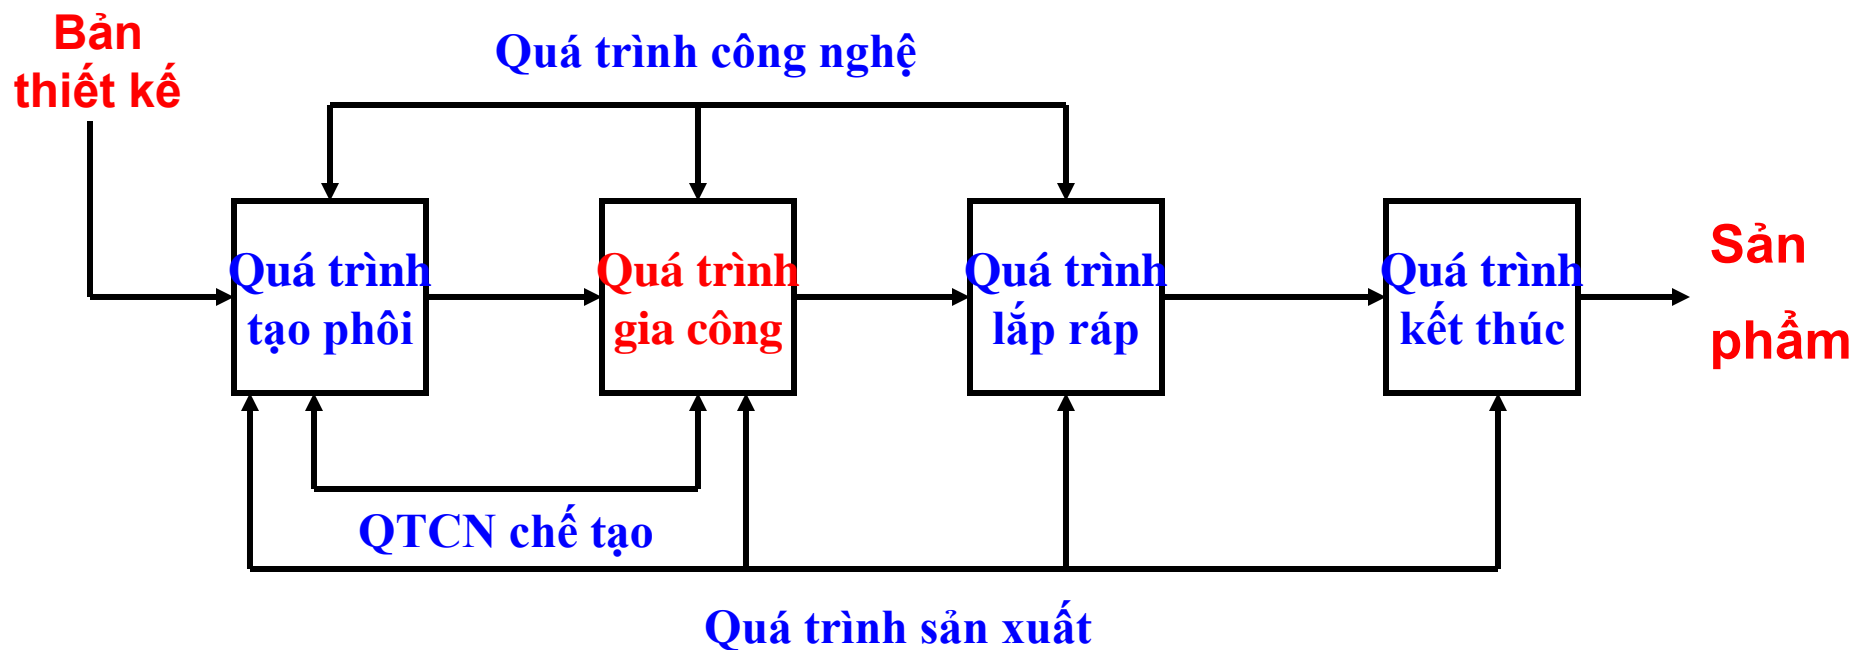 Bản
thiết kế
Quá trình công nghệ
Quá trình
tạo phôi
Quá trình
gia công
Quá trình
lắp ráp
Quá trình
kết thúc
Sản
phẩm
QTCN chế tạo
Quá trình sản xuất